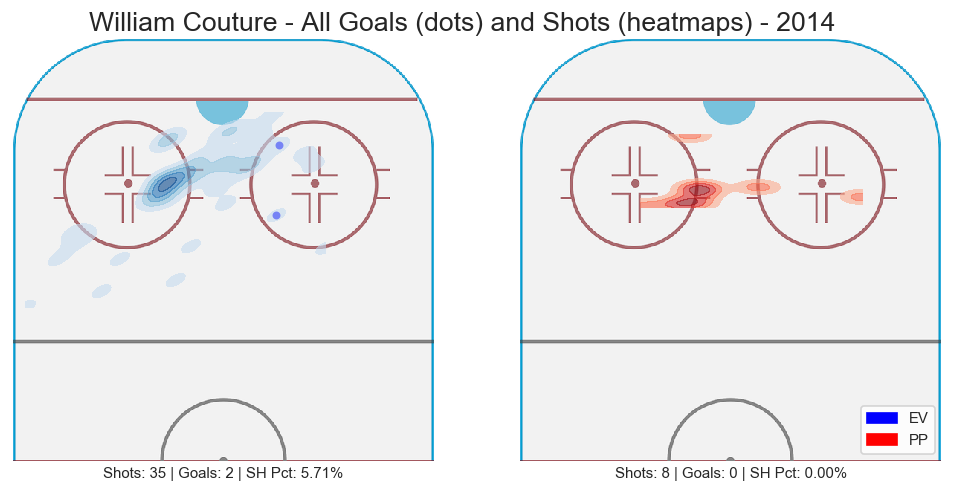 William Couture - All Goals (dots) and Shots (heatmaps) - 2014
EV
PP
Shots: 35 | Goals: 2 | SH Pct: 5.71%
Shots: 8 | Goals: 0 | SH Pct: 0.00%